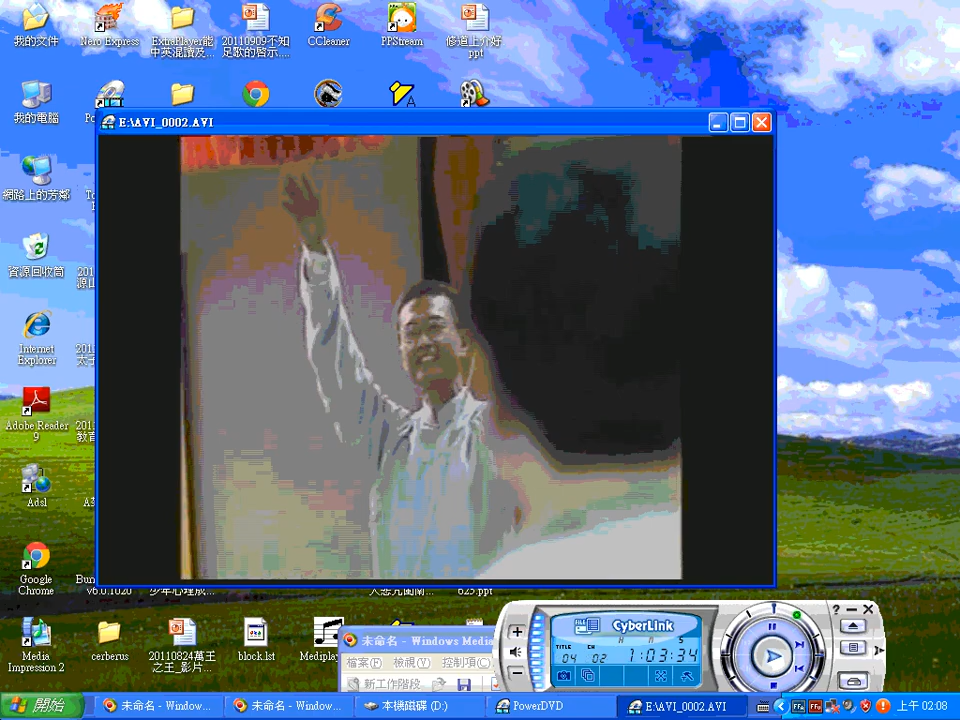 我的文件
Nero Express
ExtraPlayer能
中英混讀及...
20110909不知
足歌的啓示....
CCleaner
PPStream
修道上介好
ppt
我的電腦
E:\AVI_0002.AVI
網路上的芳鄰
資源回收筒
Internet
Explorer
Adobe Reader
9
Adsl
Google
Chrome
v6.0.1020
625.ppt
Media
Impression 2
cerberus
20110824萬王
之王_影片...
block.lst
未命名 - Windows Media
檔案(F)
檢視(V)
控制項(C)
新工作階段
CyberLink
H M S
TITLE
CH
04
02
1:03:34
開始
未命名 - Window...
未命名 - Window...
本機磁碟 (D:)
PowerDVD
E:\AVI_0002.AVI
上午 02:08